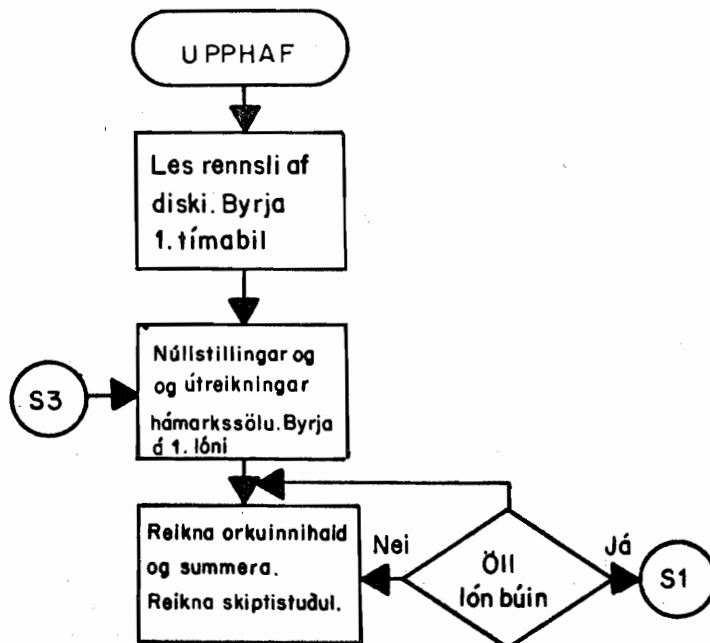 UPPHAF
Les rennsli af
diski. Byrja
1. tímabil
Núllstillingar og
og útreikningar
hámarkssölu. Byrja
á 1. lóni
S3
Reikna orkuinnihald
og summera.
Reikna skiptistuðul.
Nei
Öll
lón búin
Já
S1